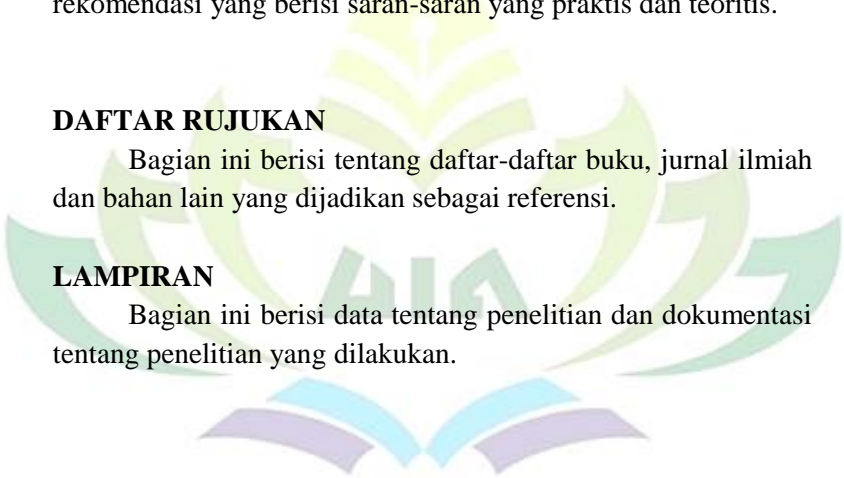 rekomendasi yang berisi saran-saran yang praktis dan teoritis.
DAFTAR RUJUKAN
Bagian ini berisi tentang daftar-daftar buku, jurnal ilmiah
dan bahan lain yang dijadikan sebagai referensi.
LAMPIRAN
Bagian ini berisi data tentang penelitian dan dokumentasi
tentang penelitian yang dilakukan.